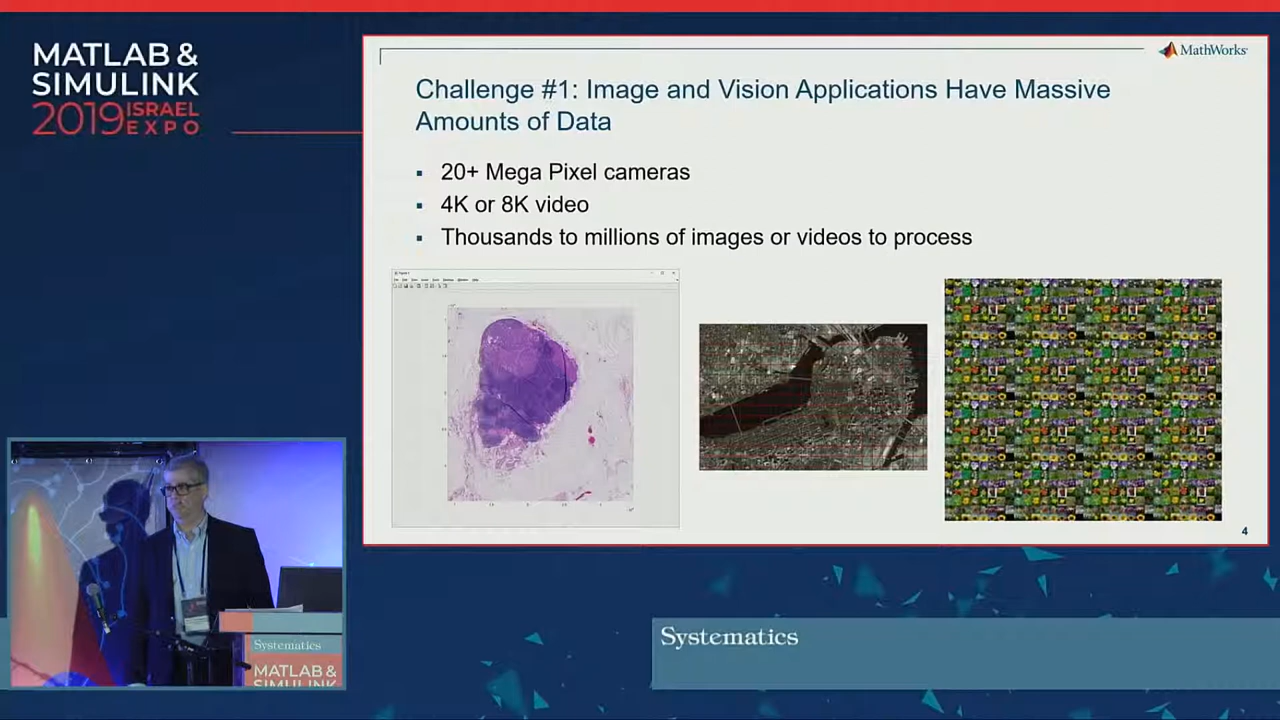 MATLAB &
SIMULINK
2019 ISRAEL
EXPO
MathWorks
Challenge #1: Image and Vision Applications Have Massive
Amounts of Data
▪ 20+ Mega Pixel cameras
▪ 4K or 8K video
▪ Thousands to millions of images or videos to process
4
Systematics
MATLAB &
SIMULINK
Systematics